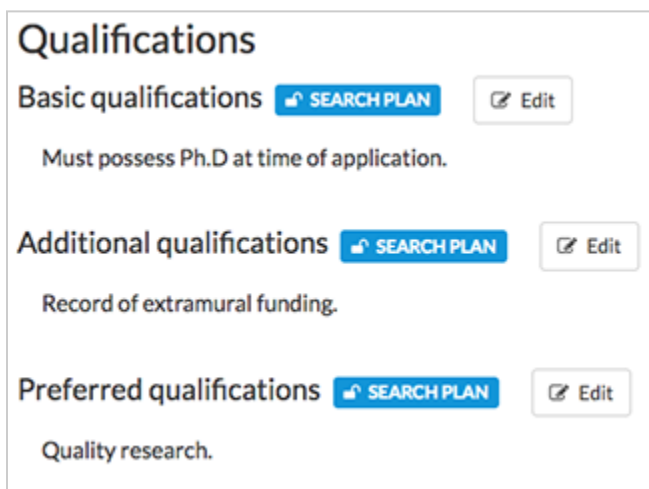 Qualifications
Basic qualifications SEARCH PLAN Edit
Must possess Ph.D at time of application.
Additional qualifications SEARCH PLAN Edit
Record of extramural funding.
Preferred qualifications SEARCH PLAN Edit
Quality research.